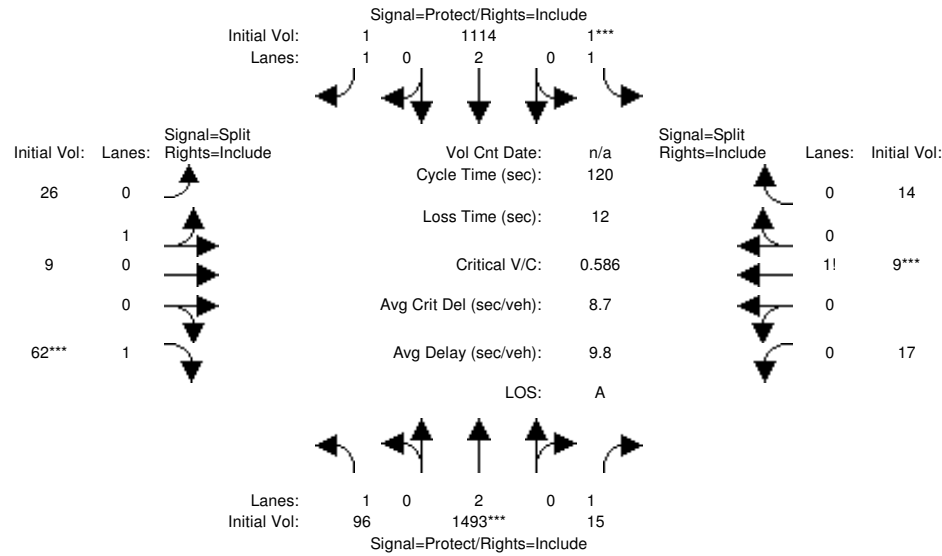 Signal=Protect/Rights=Include
Initial Vol: 1 1114 1***
Lanes: 1 0 2 0 1
Signal=Split
Rights=Include
Initial Vol: Lanes:
Vol Cnt Date: n/a
Signal=Split
Rights=Include
Lanes: Initial Vol:
Cycle Time (sec): 120
26 0
0 14
Loss Time (sec): 12
1
0
9 0
Critical V/C: 0.586
1! 9***
0
Avg Crit Del (sec/veh): 8.7
0
62*** 1
Avg Delay (sec/veh): 9.8
0 17
LOS: A
Lanes: 1 0 2 0 1
Initial Vol: 96 1493*** 15
Signal=Protect/Rights=Include